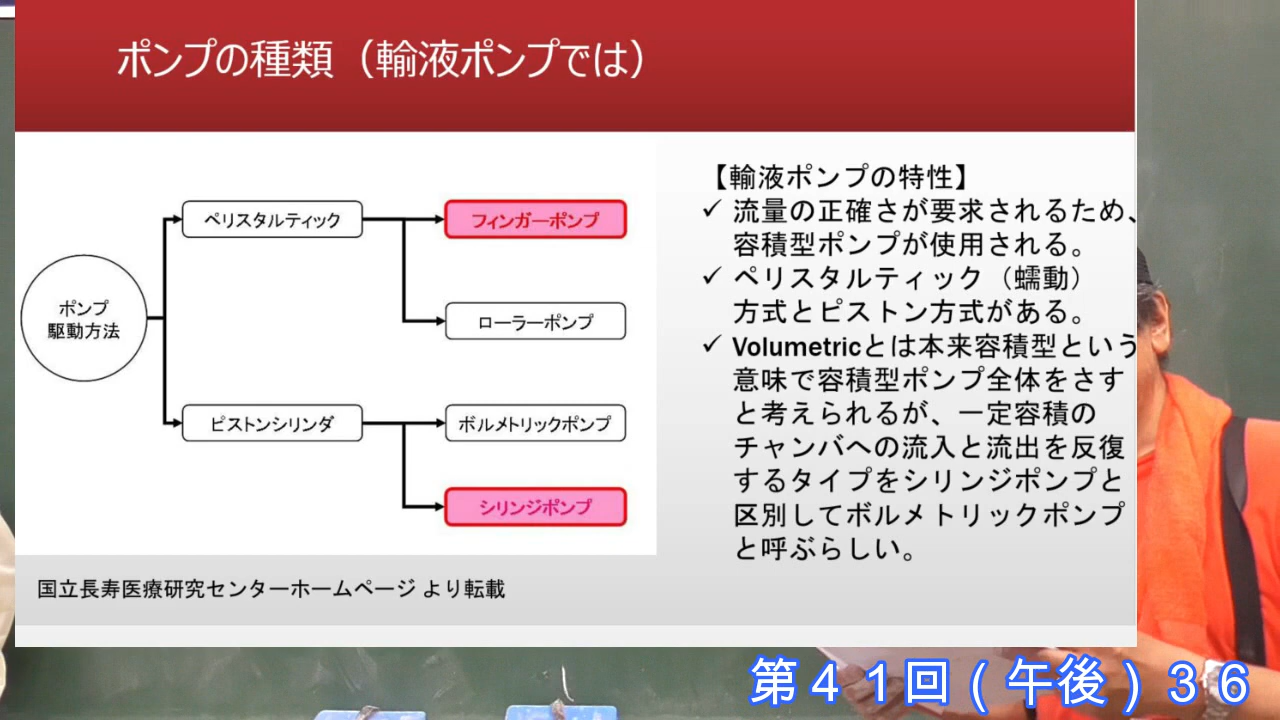 ポンプの種類（輸液ポンプでは）
ポンプ
駆動方法
ペリスタルティック
フィンガーポンプ
ローラーポンプ
ピストンシリンダ
ボルメトリックポンプ
シリンジポンプ
国立長寿医療研究センターホームページ より転載
【輸液ポンプの特性】
✓ 流量の正確さが要求されるため、
容積型ポンプが使用される。
✓ ペリスタルティック（蠕動）
方式とピストン方式がある。
✓ Volumetricとは本来容積型という
意味で容積型ポンプ全体をさす
と考えられるが、一定容積の
チャンバへの流入と流出を反復
するタイプをシリンジポンプと
区別してボルメトリックポンプ
と呼ぶらしい。
第４１回(午後)３６